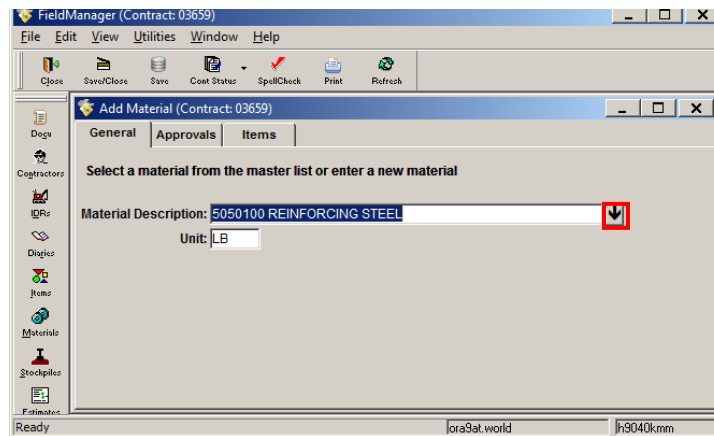 FieldManager (Contract: 03659)
File Edit View Utilities Window Help
Close Save/Close Save Cont Status SpellCheck Print Refresh
Add Material (Contract: 03659)
General Approvals Items
Docu
Contractors
Select a material from the master list or enter a new material
IDRs
Material Description: 5050100 REINFORCING STEEL
Unit: LB
Diaries
Items
Materials
Stockpiles
Estimates
Ready ora9at.world h9040kmm